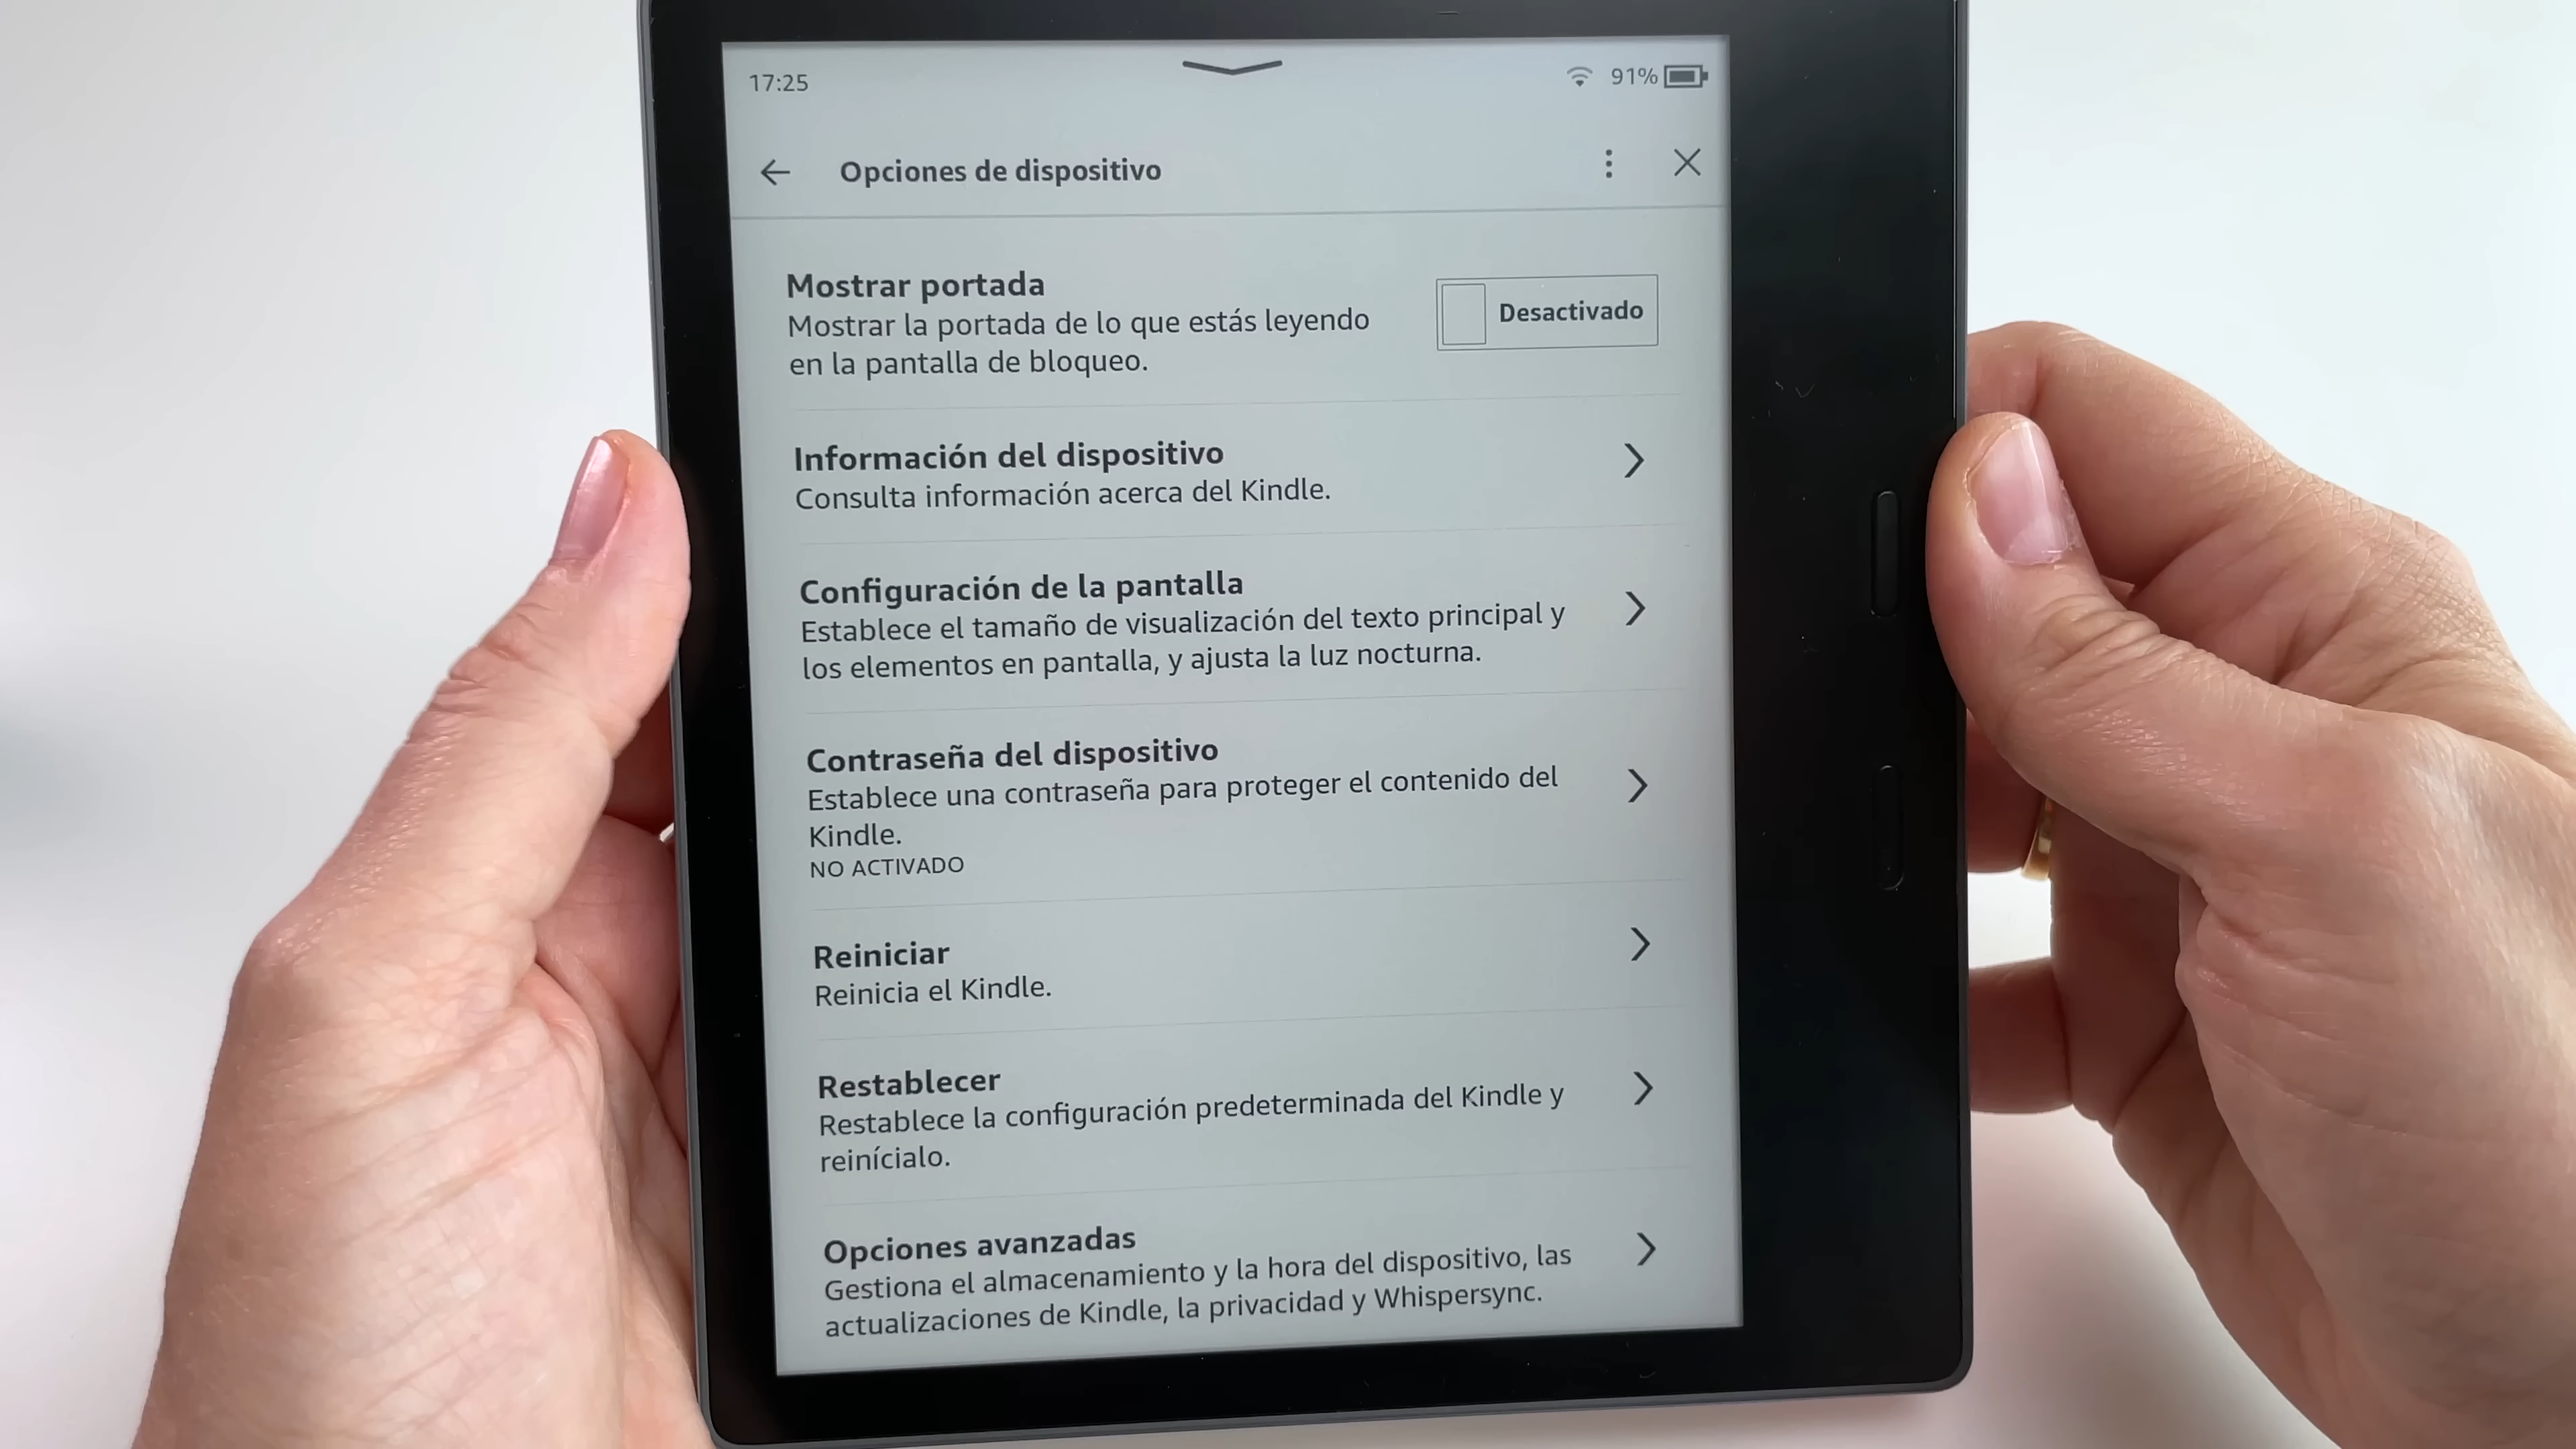 17:25
91%
Opciones de dispositivo
Mostrar portada
Mostrar la portada de lo que estás leyendo
en la pantalla de bloqueo.
Desactivado
Información del dispositivo
Consulta información acerca del Kindle.
Configuración de la pantalla
Establece el tamaño de visualización del texto principal y
los elementos en pantalla, y ajusta la luz nocturna.
Contraseña del dispositivo
Establece una contraseña para proteger el contenido del
Kindle.
NO ACTIVADO
Reiniciar
Reinicia el Kindle.
Restablecer
Restablece la configuración predeterminada del Kindle y
reinícialo.
Opciones avanzadas
Gestiona el almacenamiento y la hora del dispositivo, las
actualizaciones de Kindle, la privacidad y Whispersync.